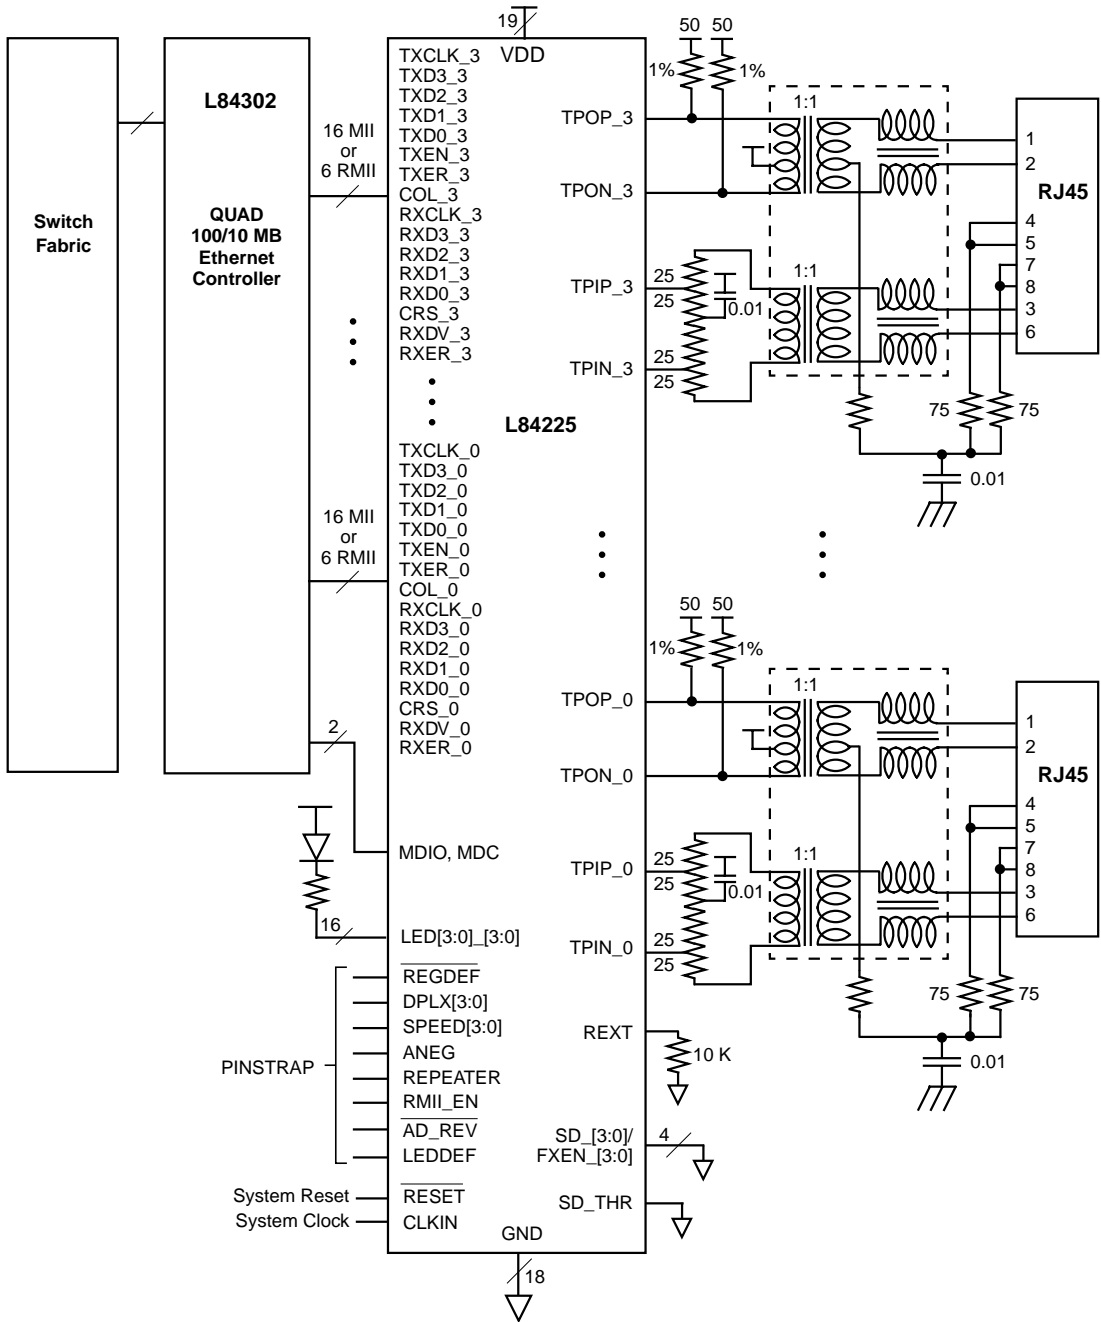 19
VDD
L84302
QUAD
100/10 MB
Ethernet
Controller
Switch
Fabric
16 MII
or
6 RMII
TXCLK_3
TXD3_3
TXD2_3
TXD1_3
TXD0_3
TXEN_3
TXER_3
COL_3
RXCLK_3
RXD3_3
RXD2_3
RXD1_3
RXD0_3
CRS_3
RXDV_3
RXER_3
L84225
16 MII
or
6 RMII
TXCLK_0
TXD3_0
TXD2_0
TXD1_0
TXD0_0
TXEN_0
TXER_0
COL_0
RXCLK_0
RXD3_0
RXD2_0
RXD1_0
RXD0_0
CRS_0
RXDV_0
RXER_0
2
MDIO, MDC
16
LED[3:0]_[3:0]
PINSTRAP
REGDEF
DPLX[3:0]
SPEED[3:0]
ANEG
REPEATER
RMII_EN
AD_REV
LEDDEF
System Reset
RESET
System Clock
CLKIN
GND
18
50 50
1% 1%
TPOP_3
TPON_3
1:1
TPIP_3
25
25
0.01
1:1
TPIN_3
25
25
1
2
RJ45
4
5
7
8
3
6
75 75
0.01
50 50
1% 1%
TPOP_0
TPON_0
1:1
TPIP_0
25
25
0.01
1:1
TPIN_0
25
25
1
2
RJ45
4
5
7
8
3
6
75 75
0.01
REXT
10 K
SD_[3:0]/
FXEN_[3:0]
4
SD_THR